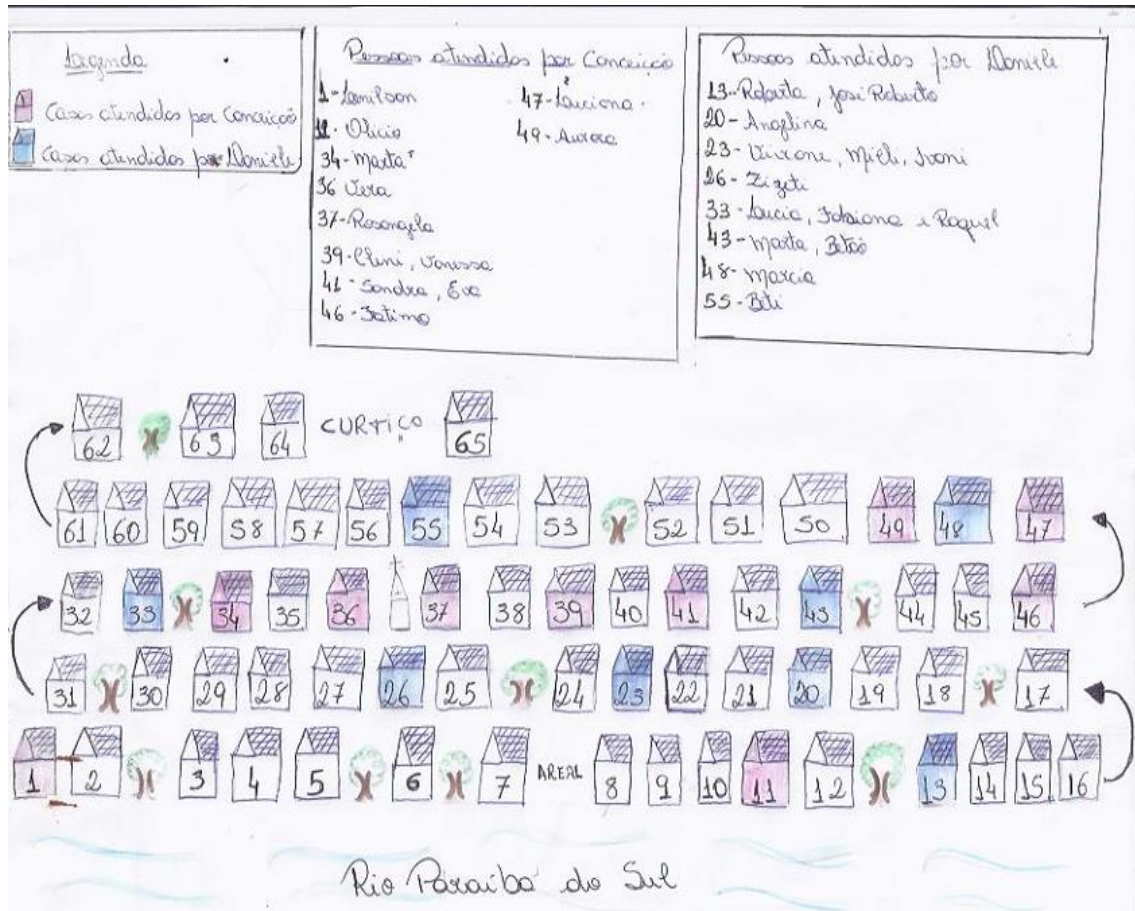 Legenda
Casas atendidas por Conceição
Casas atendidas por Daniele
Pessoas atendidas por Conceição
1-Lenilson
11-Olicio
34-Marta
36 Vera
37-Rosangela
39-Cleni, Vanessa
41-Sandra, Eva
46-Fatima
47-Luciana
49-Aurora
Pessoas atendidas por Daniele
13-Roberta, José Roberto
20-Angelina
23- Mieli, Ivoni
26-Zizeti
33-Lucia, Fabiana e Raquel
43-Marta, Betão
48-Marcia
55-Beti
62 63 64 CURTIÇO 65
61 60 59 58 57 56 55 54 53 52 51 50 49 48 47
32 33 34 35 36 37 38 39 40 41 42 43 44 45 46
31 30 29 28 27 26 25 24 23 22 21 20 19 18 17
1 2 3 4 5 6 7 AREAL 8 9 10 11 12 13 14 15 16
Rio Paraíba do Sul